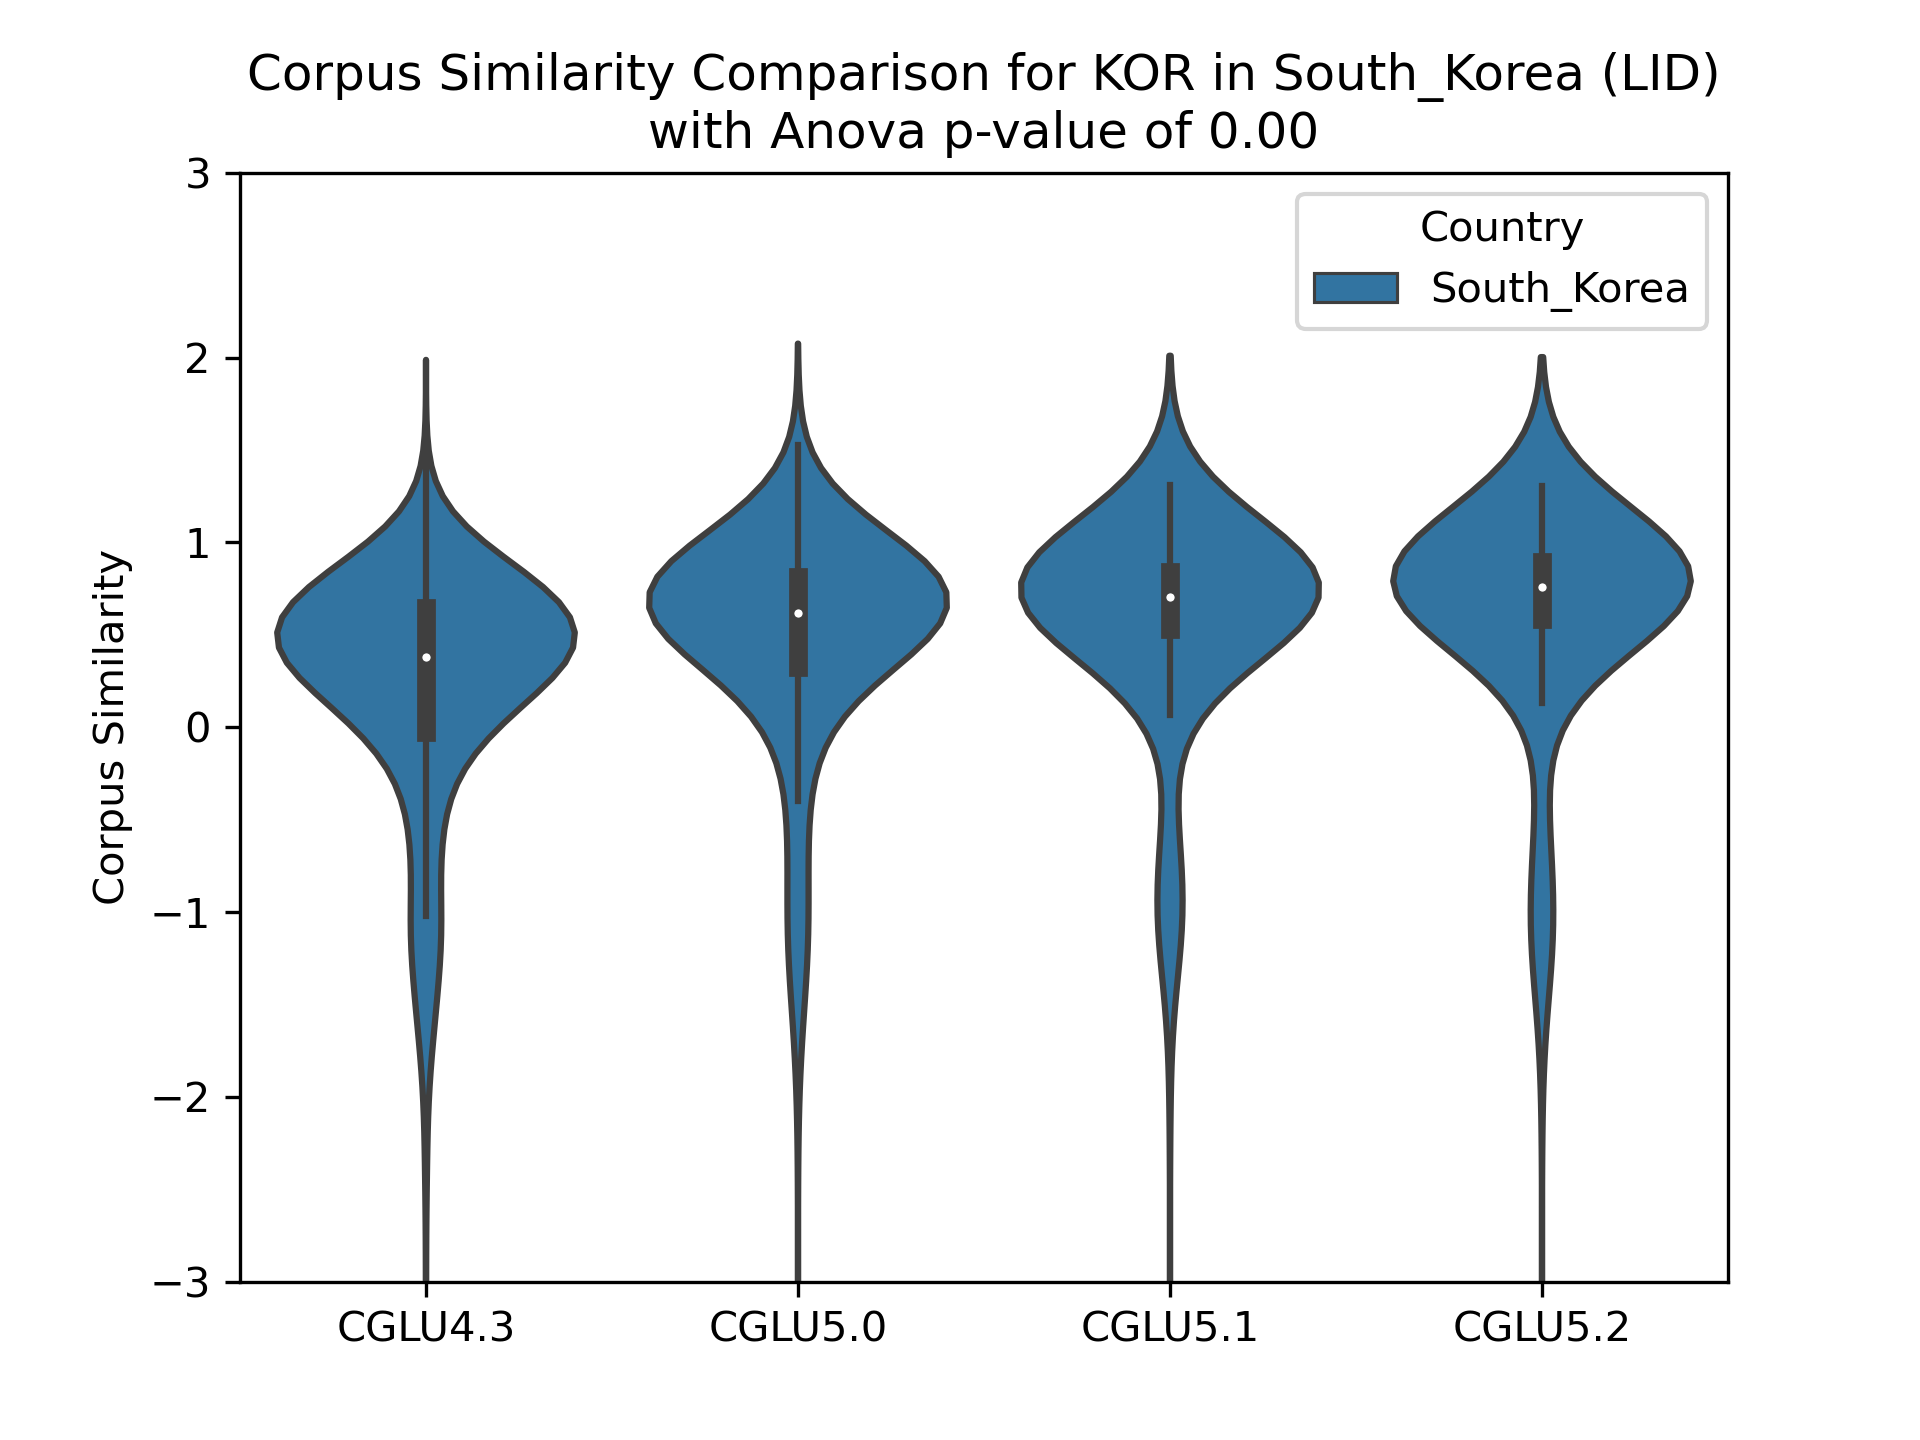 Corpus Similarity Comparison for KOR in South_Korea (LID)
with Anova p-value of 0.00
Country
South_Korea
Corpus Similarity
3
2
1
0
−1
−2
−3
CGLU4.3
CGLU5.0
CGLU5.1
CGLU5.2